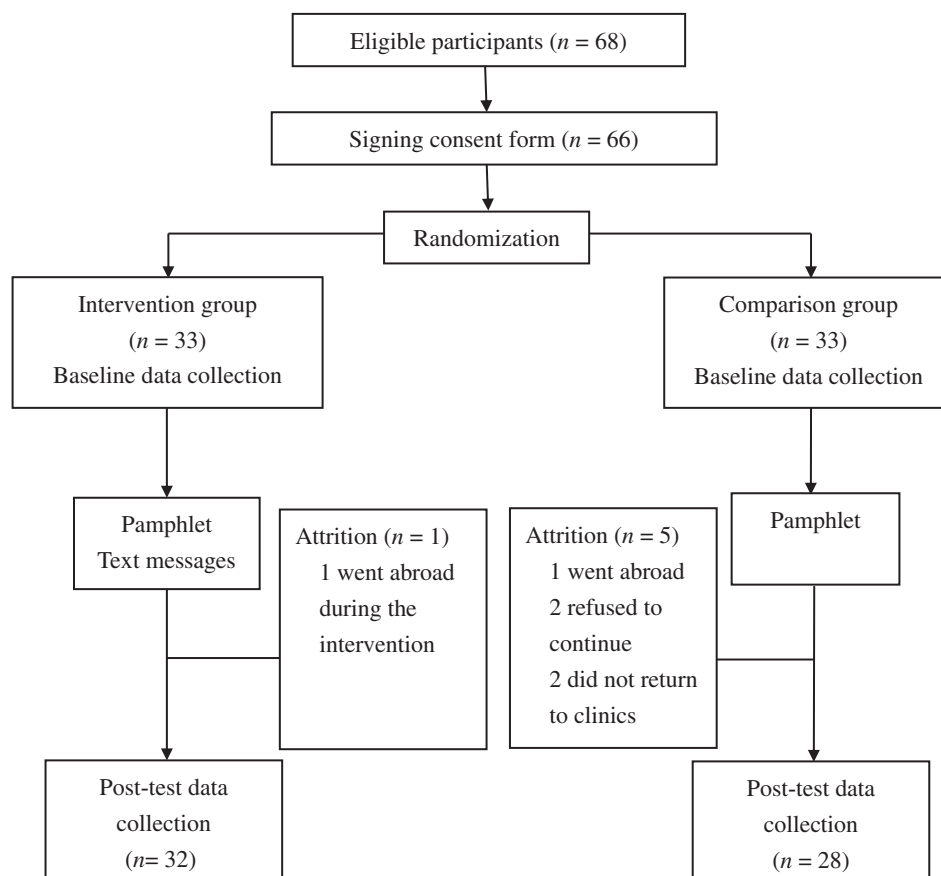 Eligible participants (n = 68)
Signing consent form (n = 66)
Randomization
Intervention group
(n = 33)
Baseline data collection
Comparison group
(n = 33)
Baseline data collection
Pamphlet
Text messages
Attrition (n = 1)
1 went abroad
during the
intervention
Attrition (n = 5)
1 went abroad
2 refused to
continue
2 did not return
to clinics
Pamphlet
Post-test data
collection
(n= 32)
Post-test data
collection
(n = 28)